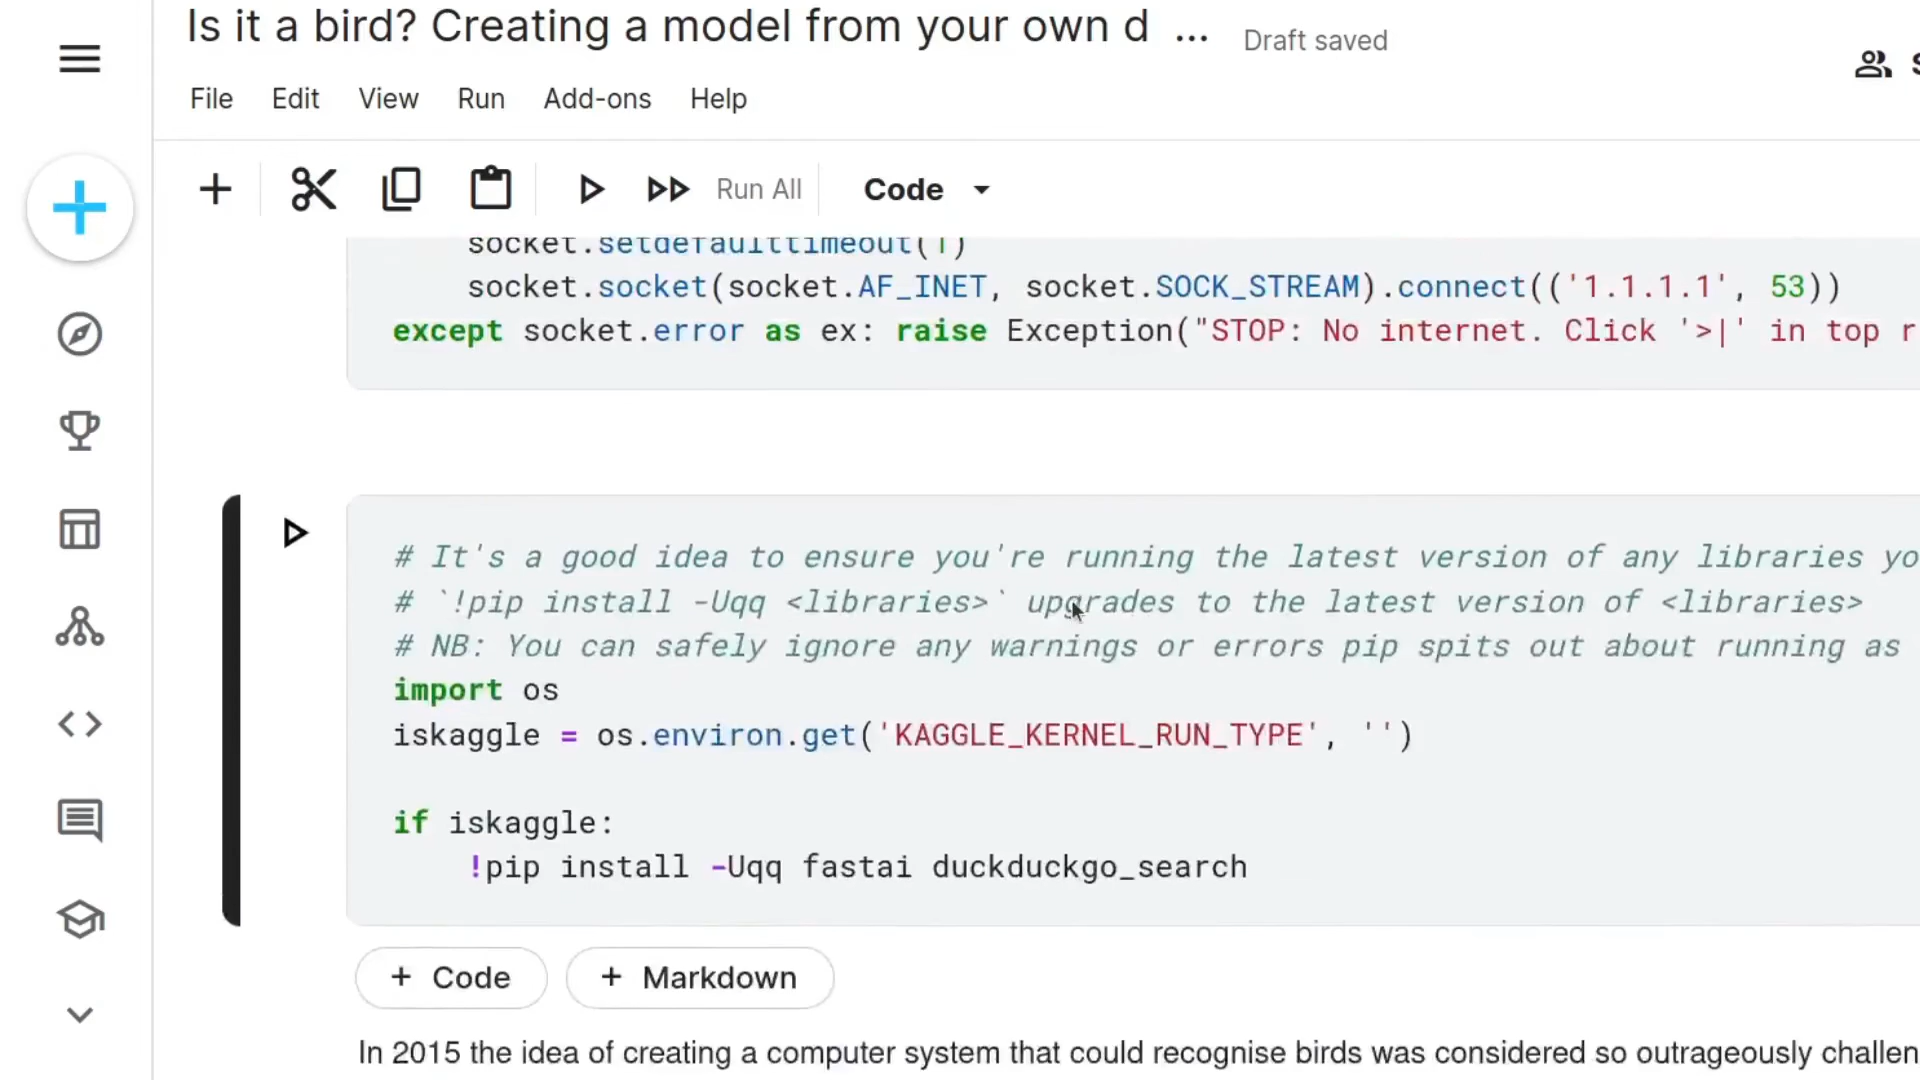 Is it a bird? Creating a model from your own d ... Draft saved
File Edit View Run Add-ons Help
Run All Code
socket.setdefaulttimeout(1)
socket.socket(socket.AF_INET, socket.SOCK_STREAM).connect(('1.1.1.1', 53))
except socket.error as ex: raise Exception("STOP: No internet. Click '>|' in top r
# It's a good idea to ensure you're running the latest version of any libraries yo
# `!pip install -Uqq <libraries>` upgrades to the latest version of <libraries>
# NB: You can safely ignore any warnings or errors pip spits out about running as
import os
iskaggle = os.environ.get('KAGGLE_KERNEL_RUN_TYPE', '')
if iskaggle:
!pip install -Uqq fastai duckduckgo_search
+ Code + Markdown
In 2015 the idea of creating a computer system that could recognise birds was considered so outrageously challen